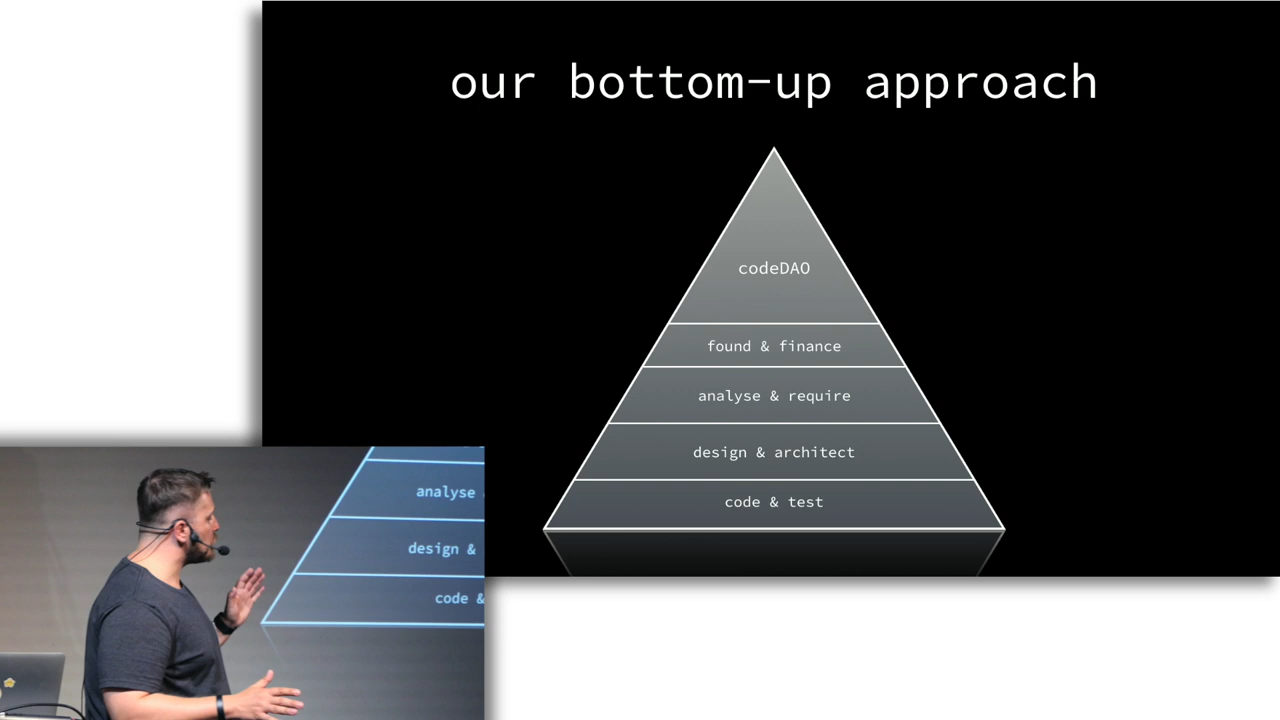 our bottom-up approach
codeDAO
found & finance
analyse & require
design & architect
code & test
analyse
design &
code &